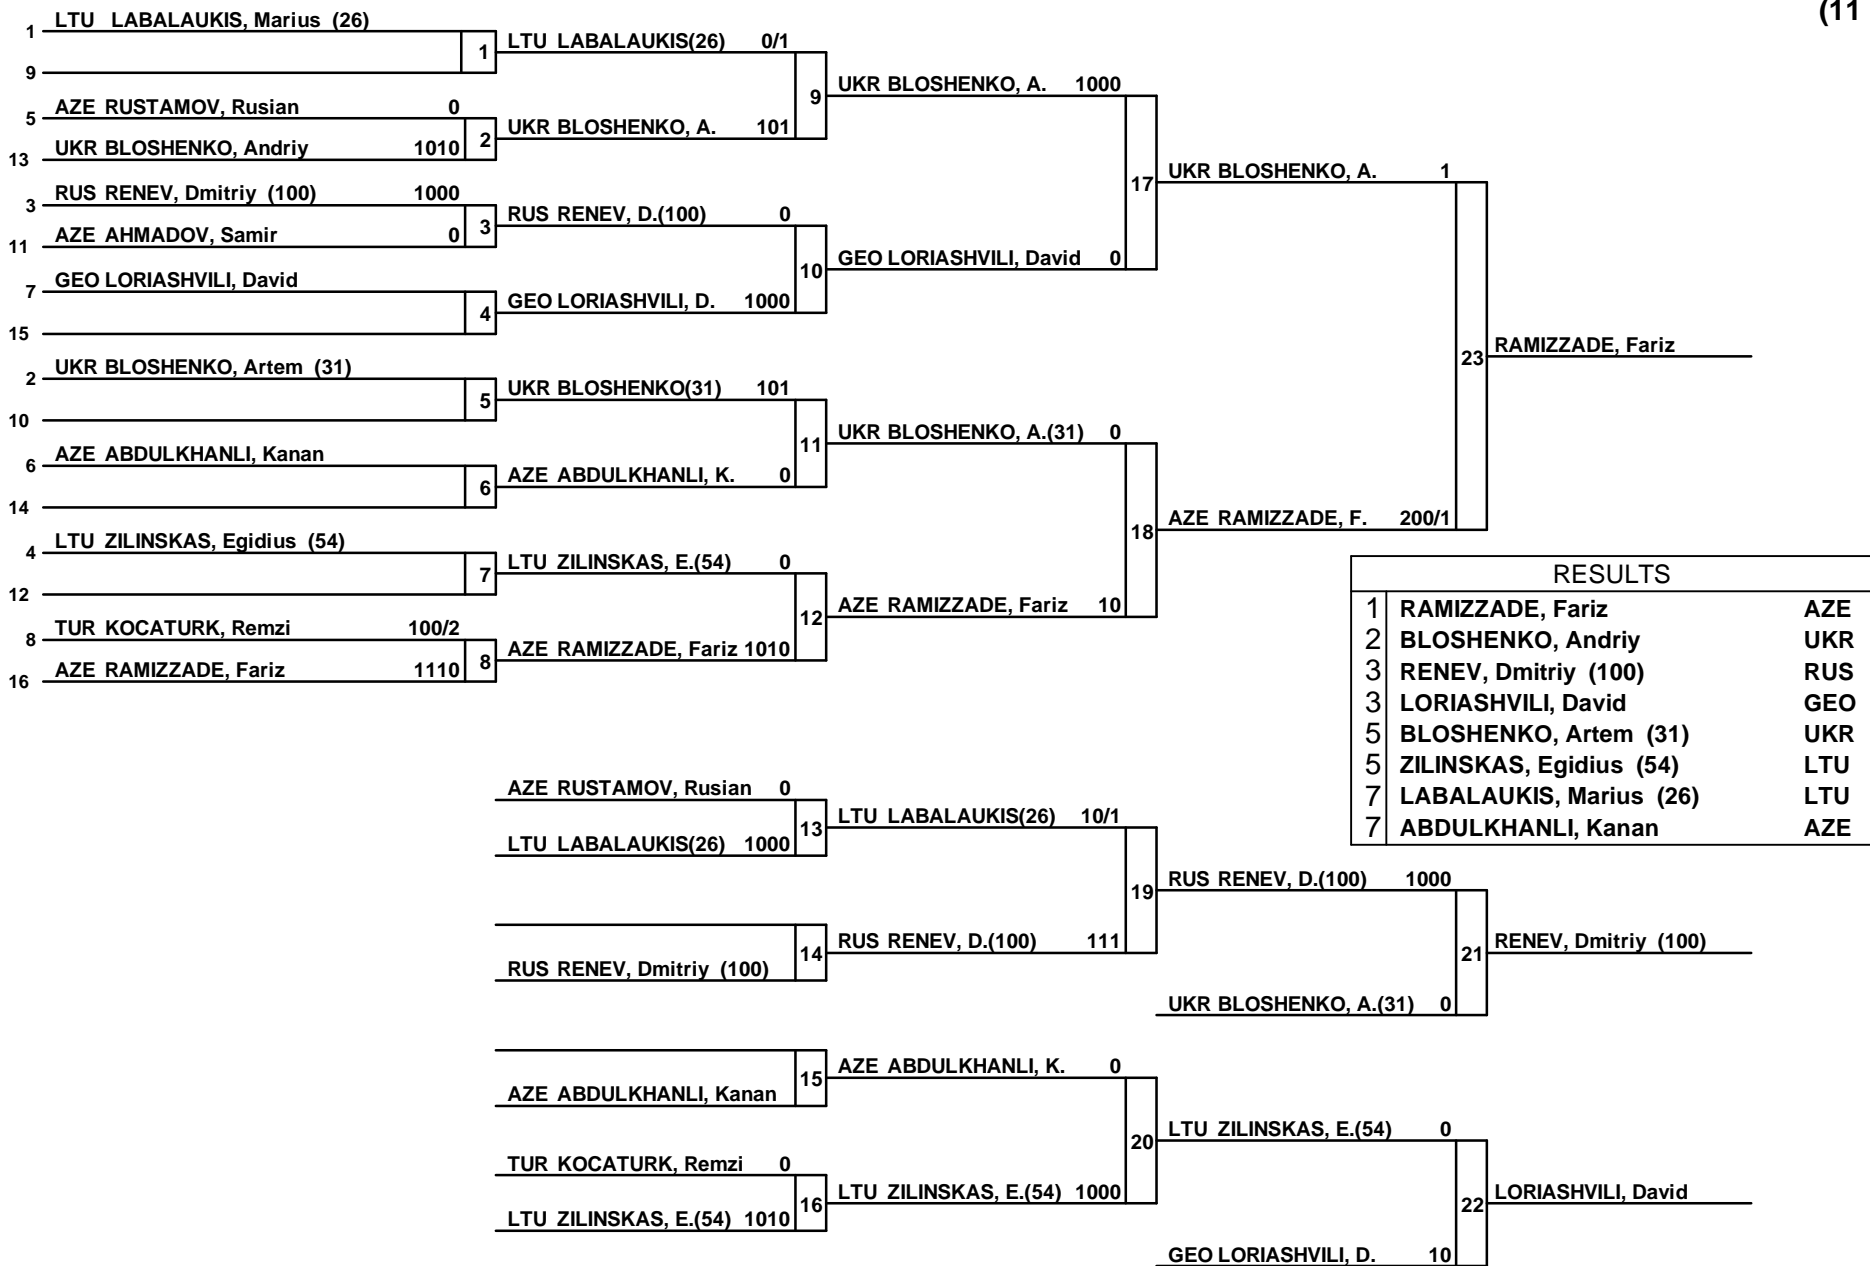 (11
1 LTU LABALAUKIS, Marius (26)
1 LTU LABALAUKIS(26) 0/1
9
9 UKR BLOSHENKO, A. 1000
5 AZE RUSTAMOV, Rusian 0
2 UKR BLOSHENKO, A. 101
13 UKR BLOSHENKO, Andriy 1010
17 UKR BLOSHENKO, A. 1
3 RUS RENEV, Dmitriy (100) 1000
3 RUS RENEV, D.(100) 0
11 AZE AHMADOV, Samir 0
10 GEO LORIASHVILI, David 0
7 GEO LORIASHVILI, David
4 GEO LORIASHVILI, D. 1000
15
23 RAMIZZADE, Fariz
2 UKR BLOSHENKO, Artem (31)
5 UKR BLOSHENKO(31) 101
10
11 UKR BLOSHENKO, A.(31) 0
6 AZE ABDULKHANLI, Kanan
6 AZE ABDULKHANLI, K. 0
14
18 AZE RAMIZZADE, F. 200/1
4 LTU ZILINSKAS, Egidius (54)
7 LTU ZILINSKAS, E.(54) 0
12
12 AZE RAMIZZADE, Fariz 10
8 TUR KOCATURK, Remzi 100/2
8 AZE RAMIZZADE, Fariz 1010
16 AZE RAMIZZADE, Fariz 1110
RESULTS
1 RAMIZZADE, Fariz AZE
2 BLOSHENKO, Andriy UKR
3 RENEV, Dmitriy (100) RUS
3 LORIASHVILI, David GEO
5 BLOSHENKO, Artem (31) UKR
5 ZILINSKAS, Egidius (54) LTU
7 LABALAUKIS, Marius (26) LTU
7 ABDULKHANLI, Kanan AZE
AZE RUSTAMOV, Rusian 0
13 LTU LABALAUKIS(26) 10/1
LTU LABALAUKIS(26) 1000
19 RUS RENEV, D.(100) 1000
14 RUS RENEV, D.(100) 111
RUS RENEV, Dmitriy (100)
21 RENEV, Dmitriy (100)
UKR BLOSHENKO, A.(31) 0
15 AZE ABDULKHANLI, K. 0
AZE ABDULKHANLI, Kanan
20 LTU ZILINSKAS, E.(54) 0
TUR KOCATURK, Remzi 0
16 LTU ZILINSKAS, E.(54) 1000
LTU ZILINSKAS, E.(54) 1010
22 LORIASHVILI, David
GEO LORIASHVILI, D. 10